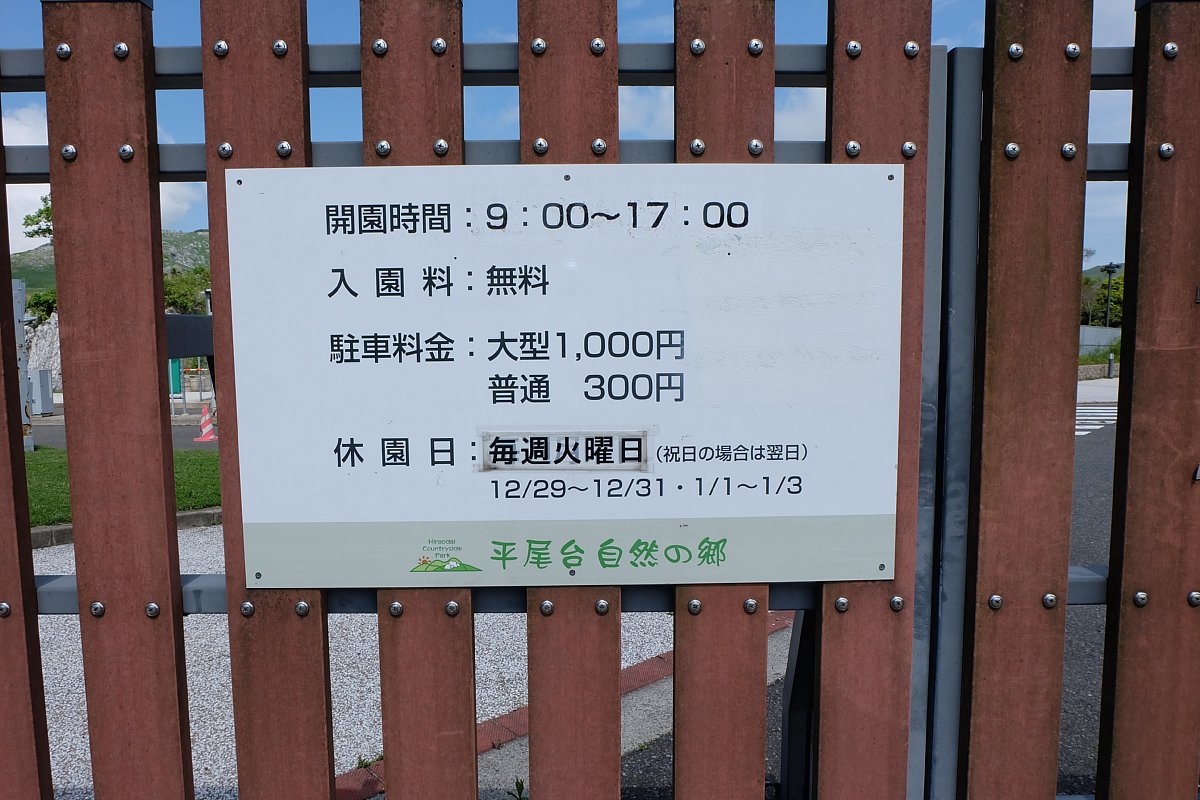 開園時間：9：00～17：00
入園料：無料
駐車料金：大型1,000円
普通　300円
休園日：毎週火曜日（祝日の場合は翌日）
12/29～12/31・1/1～1/3
Hiraodai
Countryside
Park
平尾台 自然の郷